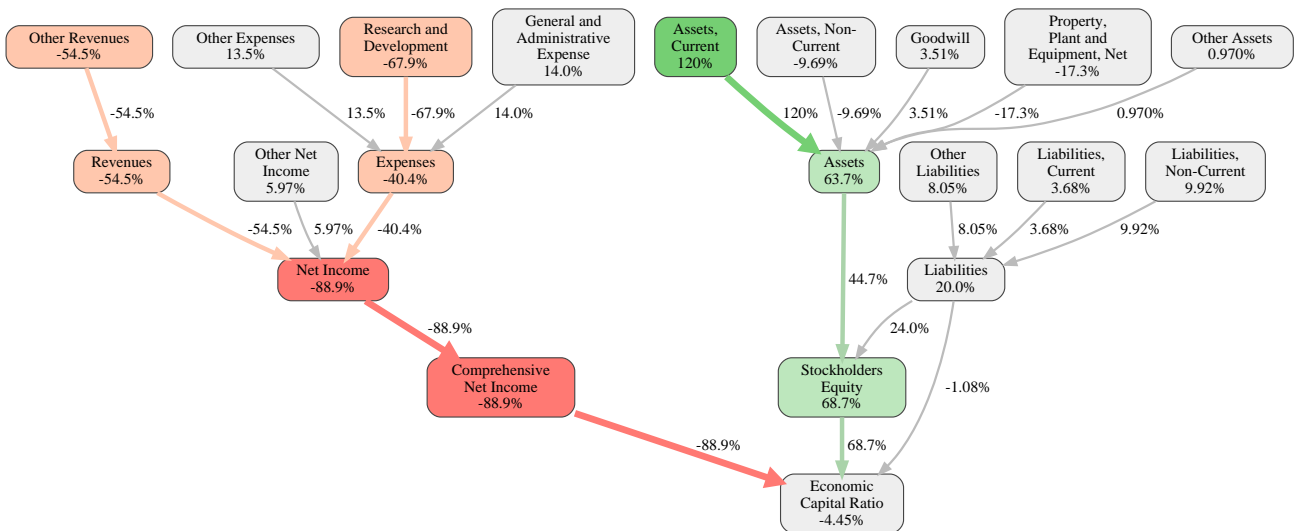 Other Revenues
-54.5%
Other Expenses
13.5%
Research and
Development
-67.9%
General and
Administrative
Expense
14.0%
Assets,
Current
120%
Assets, Non-
Current
-9.69%
Goodwill
3.51%
Property,
Plant and
Equipment, Net
-17.3%
Other Assets
0.970%
-54.5%
13.5%
-67.9%
14.0%
120%
-9.69%
3.51%
-17.3%
0.970%
Revenues
-54.5%
Other Net
Income
5.97%
Expenses
-40.4%
Assets
63.7%
Other
Liabilities
8.05%
Liabilities,
Current
3.68%
Liabilities,
Non-Current
9.92%
-54.5%
5.97%
-40.4%
8.05%
3.68%
9.92%
Net Income
-88.9%
44.7%
Liabilities
20.0%
-88.9%
24.0%
Comprehensive
Net Income
-88.9%
Stockholders
Equity
68.7%
-1.08%
-88.9%
68.7%
Economic
Capital Ratio
-4.45%